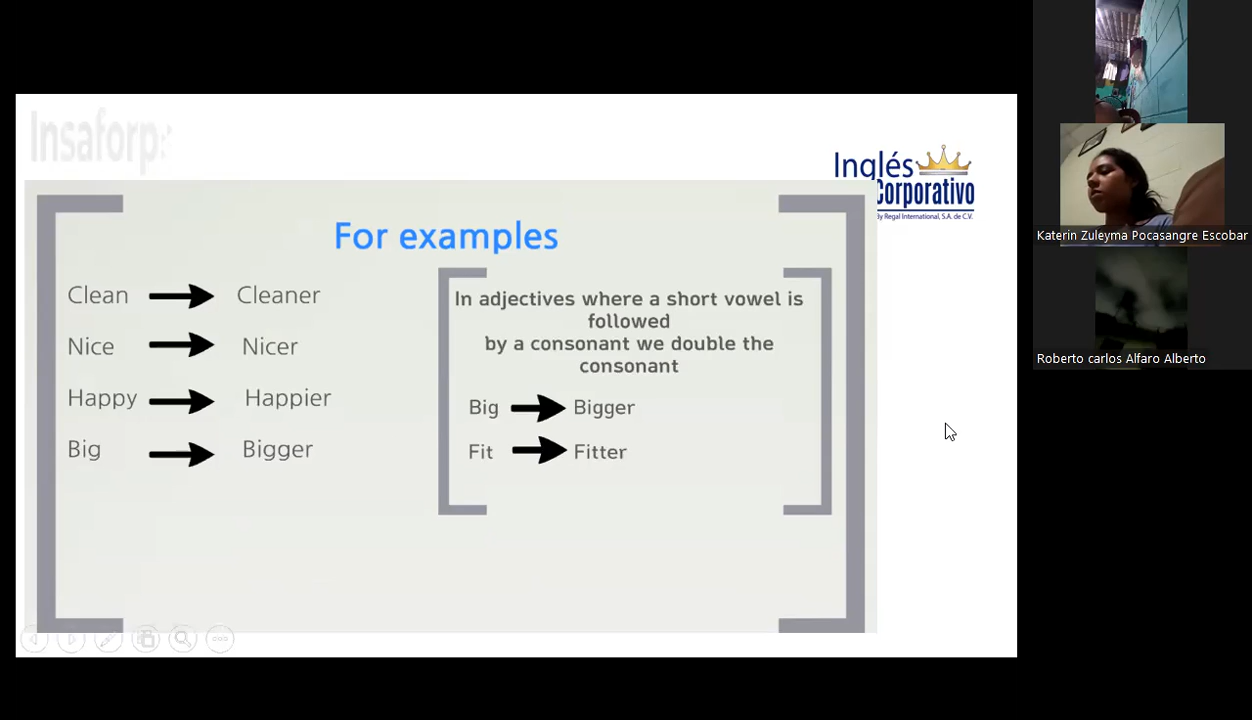 Insaforp
Inglés
Corporativo
By Regal International, S.A. de C.V.
For examples
Clean Cleaner
Nice Nicer
Happy Happier
Big Bigger
In adjectives where a short vowel is
followed
by a consonant we double the
consonant
Big Bigger
Fit Fitter
Katerin Zuleyma Pocasangre Escobar
Roberto carlos Alfaro Alberto